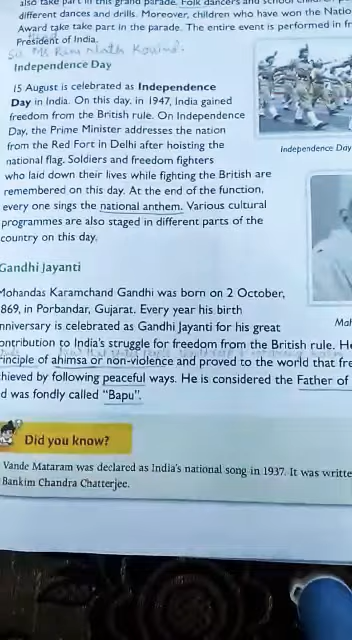 also take part in this grand parade. Folk dancers and school children
different dances and drills. Moreover, children who have won the Natio
Award take take part in the parade. The entire event is performed in fr
President of India.
Ram Nath Kovind.
Independence Day
15 August is celebrated as Independence
Day in India. On this day, in 1947, India gained
freedom from the British rule. On Independence
Day, the Prime Minister addresses the nation
from the Red Fort in Delhi after hoisting the
national flag. Soldiers and freedom fighters
who laid down their lives while fighting the British are
remembered on this day. At the end of the function,
every one sings the national anthem. Various cultural
programmes are also staged in different parts of the
country on this day.
Independence Day
Gandhi Jayanti
Mohandas Karamchand Gandhi was born on 2 October,
869, in Porbandar, Gujarat. Every year his birth
nniversary is celebrated as Gandhi Jayanti for his great
ontribution to India's struggle for freedom from the British rule. He
rinciple of ahimsa or non-violence and proved to the world that fre
hieved by following peaceful ways. He is considered the Father of
d was fondly called "Bapu".
Mah
Did you know?
Vande Mataram was declared as India's national song in 1937. It was writte
Bankim Chandra Chatterjee.